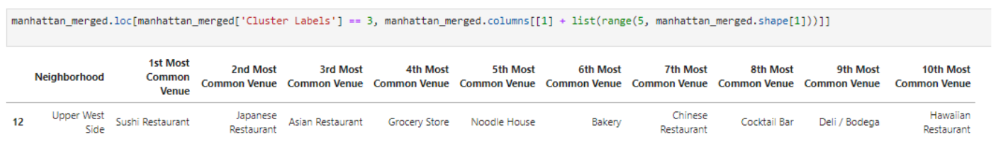 manhattan_merged.loc[manhattan_merged['Cluster Labels'] == 3, manhattan_merged.columns[[1] + list(range(5, manhattan_merged.shape[1]))]]
Neighborhood 1st Most Common Venue 2nd Most Common Venue 3rd Most Common Venue 4th Most Common Venue 5th Most Common Venue 6th Most Common Venue 7th Most Common Venue 8th Most Common Venue 9th Most Common Venue 10th Most Common Venue
12 Upper West Side Sushi Restaurant Japanese Restaurant Asian Restaurant Grocery Store Noodle House Bakery Chinese Restaurant Cocktail Bar Deli / Bodega Hawaiian Restaurant